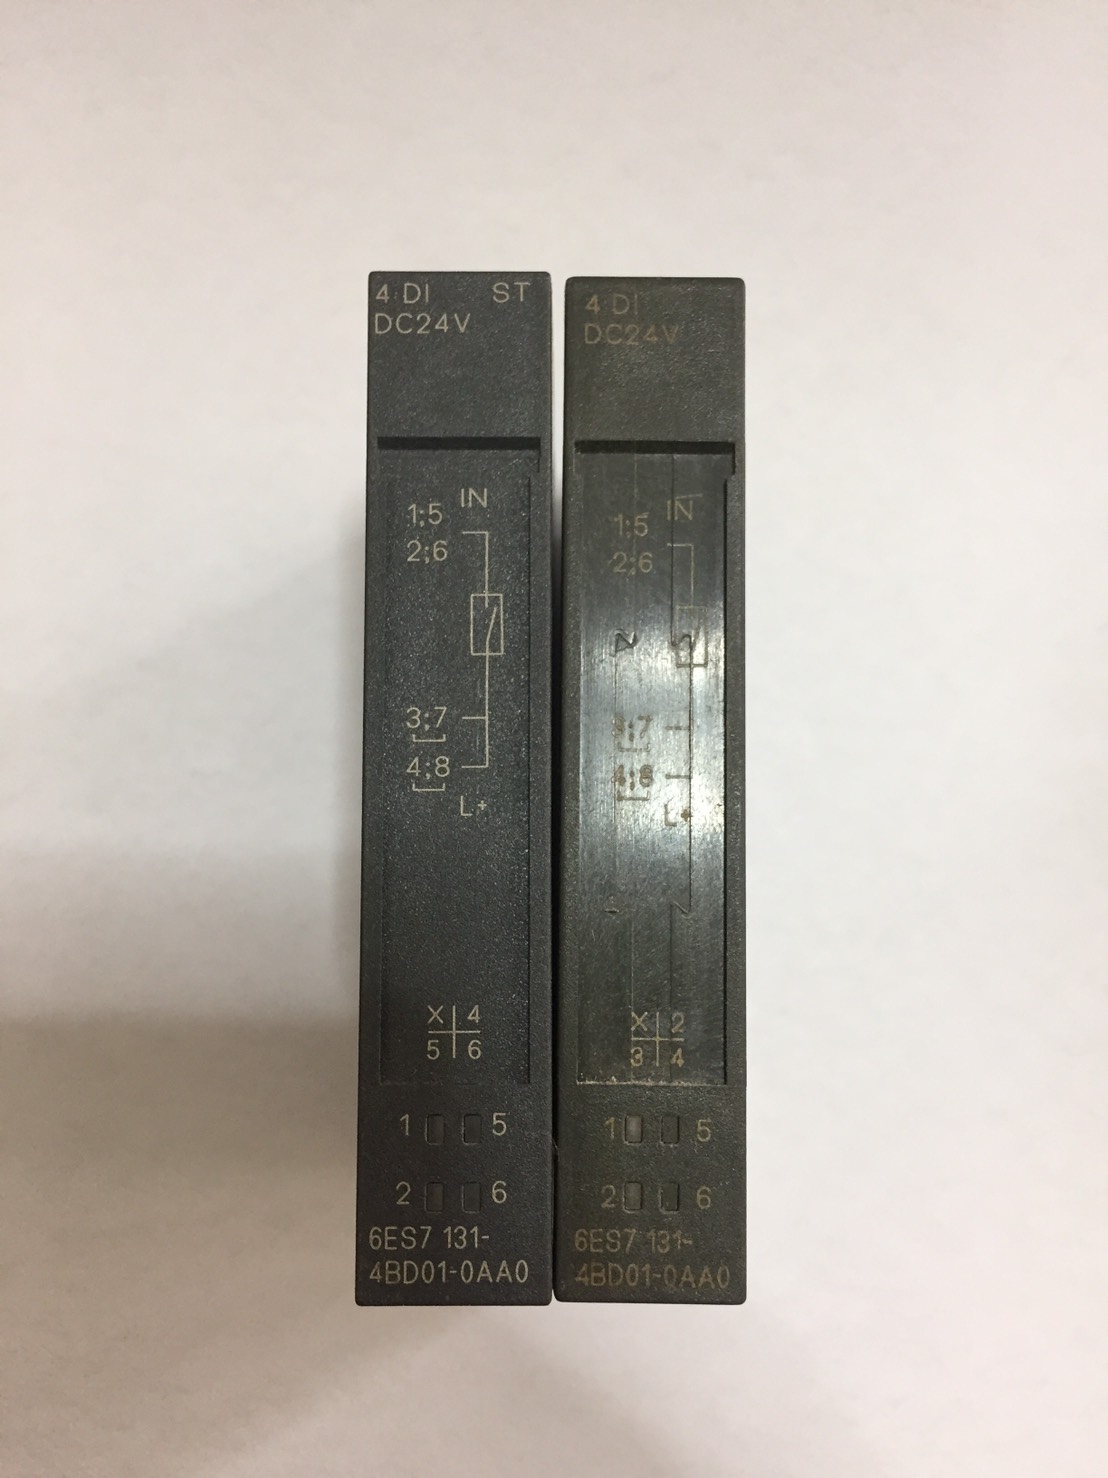 4 DI ST
DC24V
IN
1;5
2;6
3;7
4;8
L+
X 4
5 6
1 5
2 6
6ES7 131-
4BD01-0AA0
4 DI
DC24V
IN
1;5
2;6
3;7
4;8
L+
X 2
3 4
1 5
2 6
6ES7 131-
4BD01-0AA0